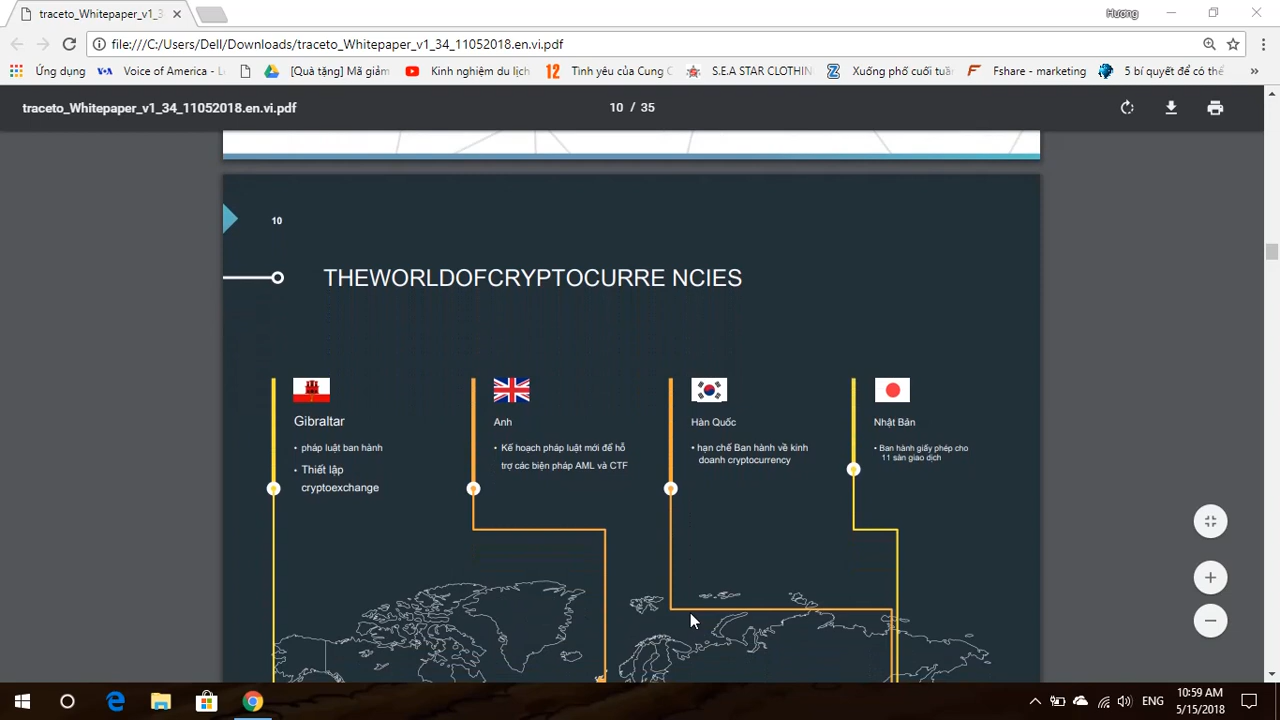 traceto_Whitepaper_v1_3
Hương
file:///C:/Users/Dell/Downloads/traceto_Whitepaper_v1_34_11052018.en.vi.pdf
Ứng dụng
VOA
Voice of America - L
[Quà tặng] Mã giảm
Kinh nghiệm du lịch
12
Tình yêu của Cung C
S.E.A STAR CLOTHIN
Xuống phố cuối tuần
Fshare - marketing
5 bí quyết để có thể
»
traceto_Whitepaper_v1_34_11052018.en.vi.pdf
10 / 35
10
THEWORLDOFCRYPTOCURRE NCIES
Gibraltar
• pháp luật ban hành
• Thiết lập
cryptoexchange
Anh
• Kế hoạch pháp luật mới để hỗ
trợ các biện pháp AML và CTF
Hàn Quốc
• hạn chế Ban hành về kinh
doanh cryptocurrency
Nhật Bản
• Ban hành giấy phép cho
11 sàn giao dịch
ENG
10:59 AM
5/15/2018